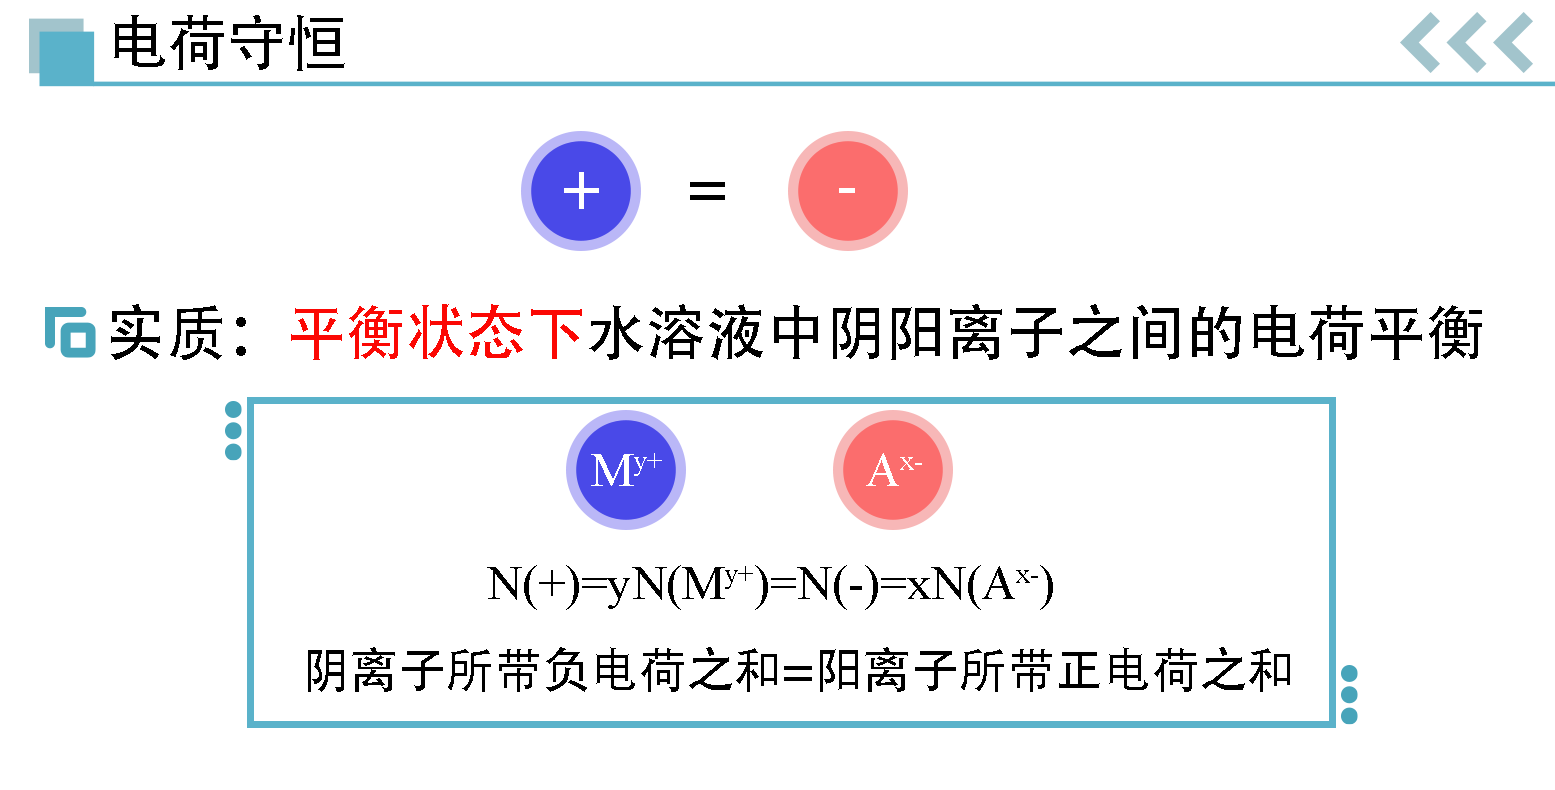 电荷守恒
+ = -
实质：平衡状态下水溶液中阴阳离子之间的电荷平衡
M^{y+} A^{x-}
N(+)=yN(M^{y+})=N(-)=xN(A^{x-})
阴离子所带负电荷之和=阳离子所带正电荷之和